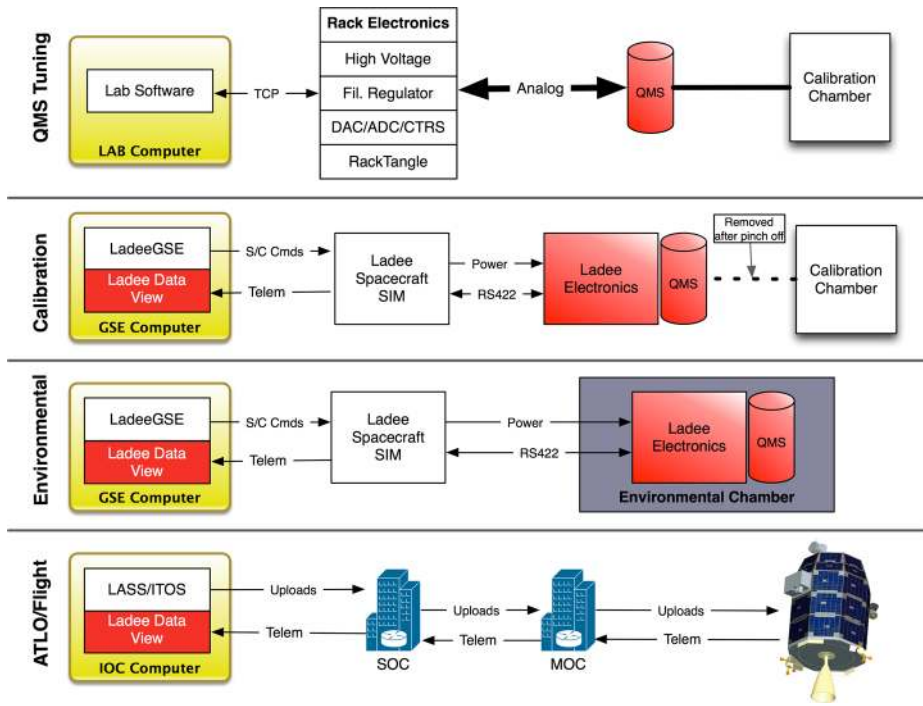 QMS Tuning
Lab Software
LAB Computer
TCP
Rack Electronics
High Voltage
Fil. Regulator
DAC/ADC/CTRS
RackTangle
Analog
QMS
Calibration
Chamber
Calibration
LadeeGSE
Ladee Data
View
GSE Computer
S/C Cmds
Telem
Ladee
Spacecraft
SIM
Power
RS422
Ladee
Electronics
QMS
Removed
after pinch off
Calibration
Chamber
Environmental
LadeeGSE
Ladee Data
View
GSE Computer
S/C Cmds
Telem
Ladee
Spacecraft
SIM
Power
RS422
Ladee
Electronics
QMS
Environmental Chamber
ATLO/Flight
LASS/ITOS
Ladee Data
View
IOC Computer
Uploads
Telem
SOC
Uploads
Telem
MOC
Uploads
Telem